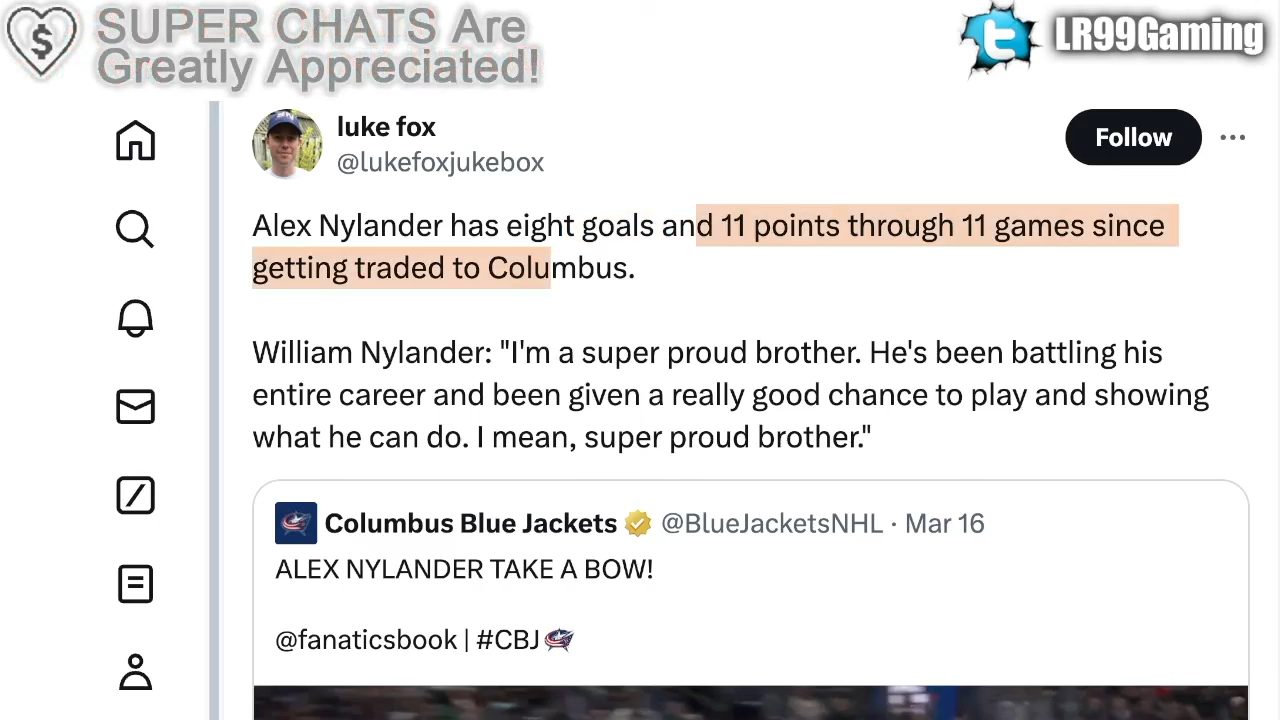 SUPER CHATS Are
Greatly Appreciated!
LR99Gaming
luke fox
@lukefoxjukebox
Follow
Alex Nylander has eight goals and 11 points through 11 games since
getting traded to Columbus.
William Nylander: "I'm a super proud brother. He's been battling his
entire career and been given a really good chance to play and showing
what he can do. I mean, super proud brother."
Columbus Blue Jackets @BlueJacketsNHL · Mar 16
ALEX NYLANDER TAKE A BOW!
@fanaticsbook | #CBJ